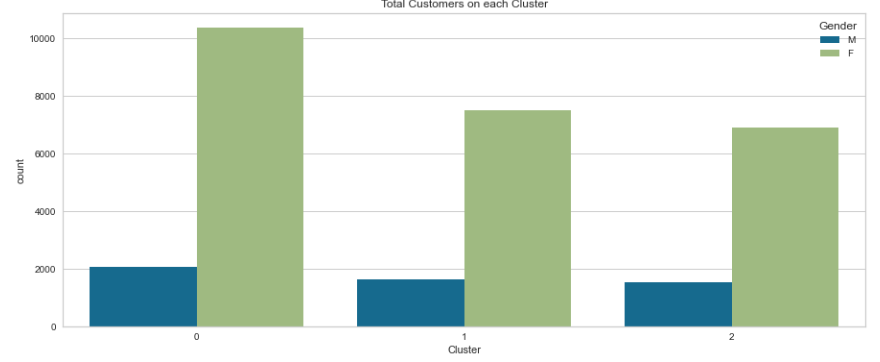 Total Customers on each Cluster
Gender
M
F
10000
8000
6000
4000
2000
0
count
0 1 2
Cluster